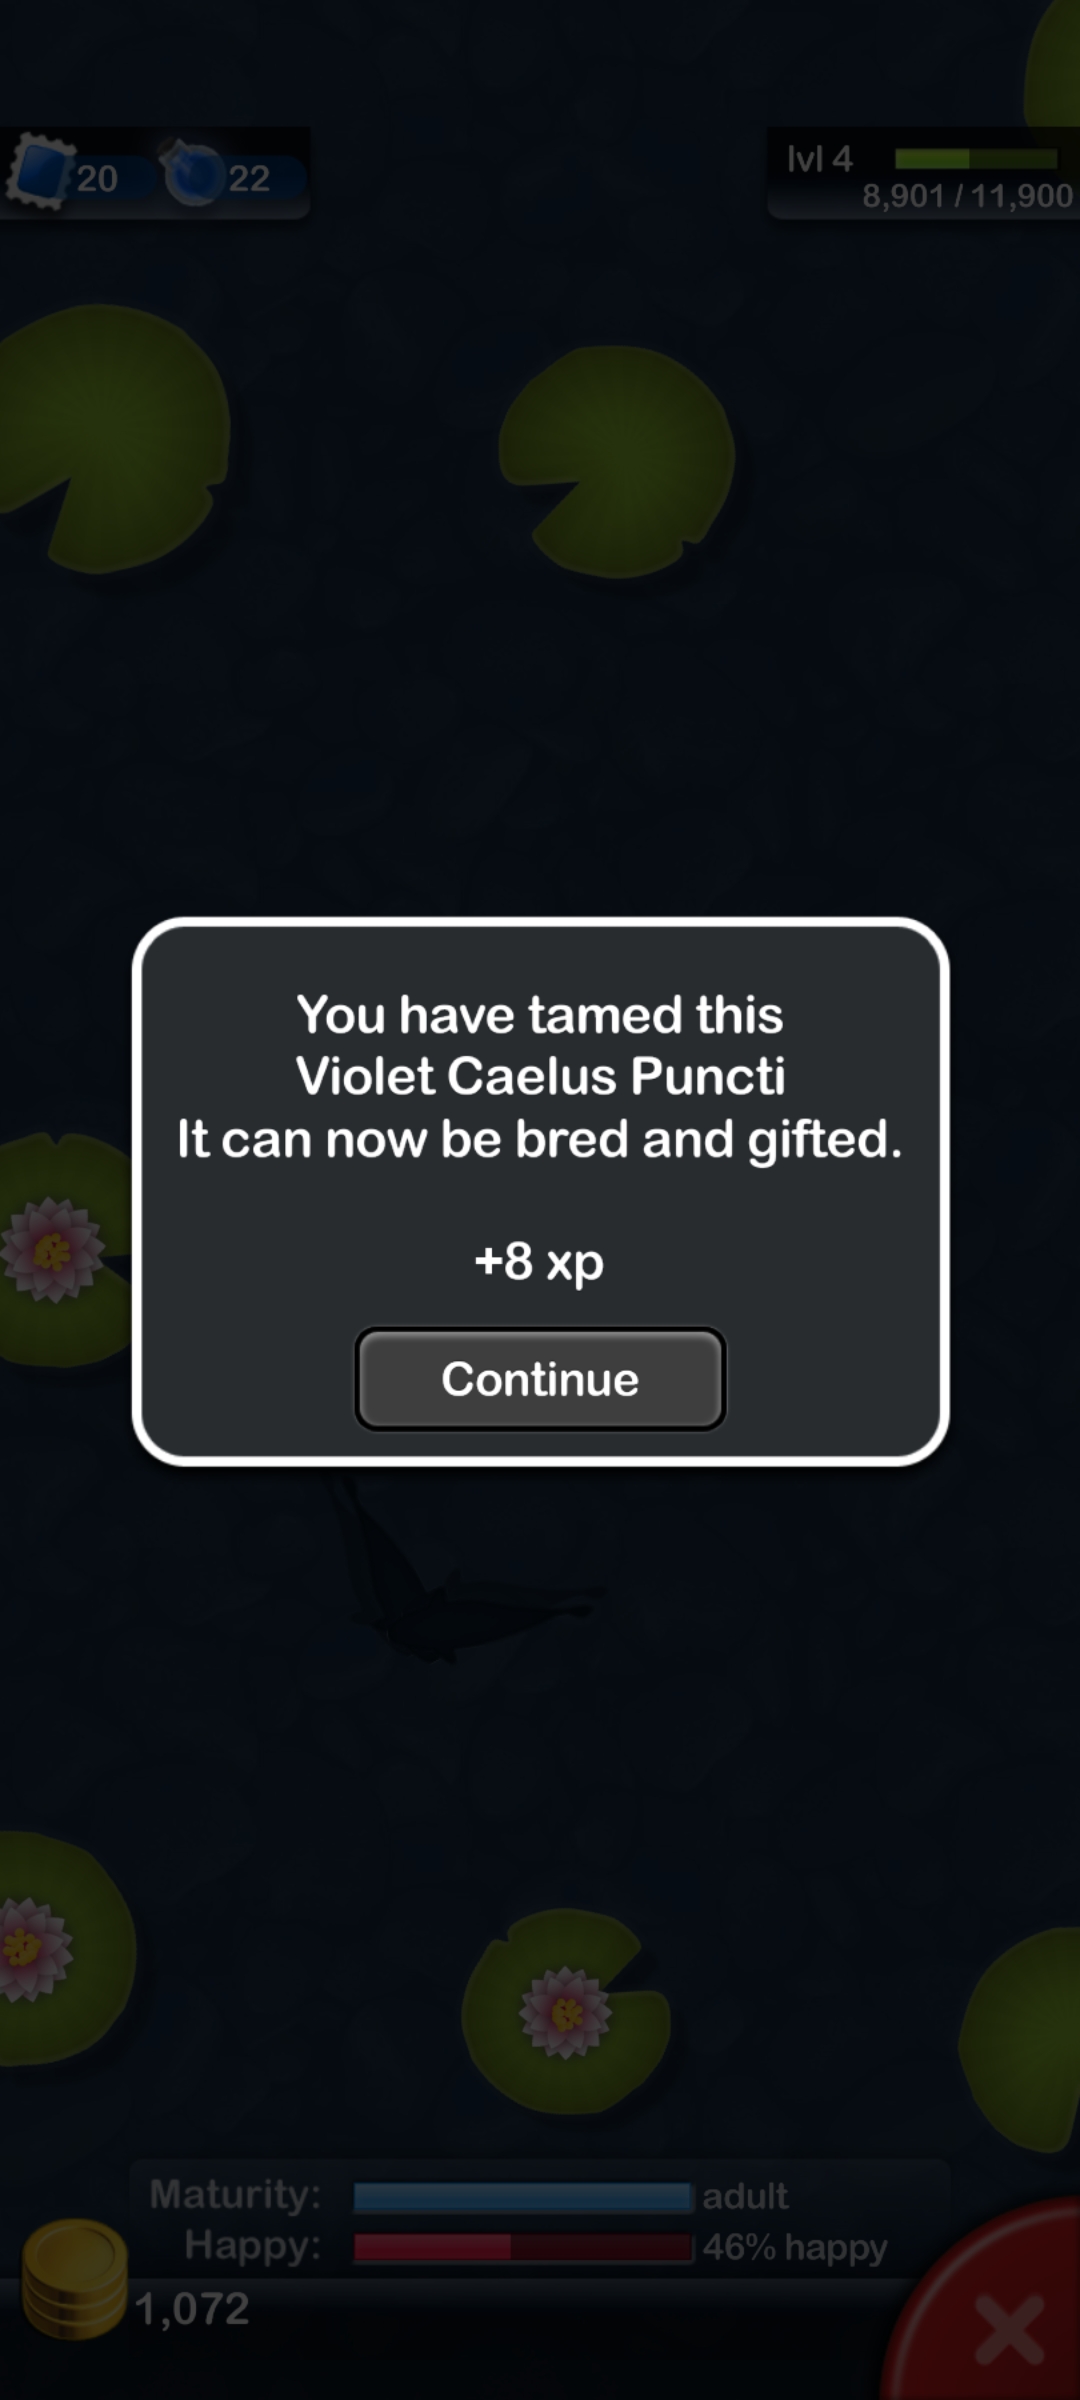 20 22
lvl 4
8,901 / 11,900
You have tamed this
Violet Caelus Puncti
It can now be bred and gifted.
+8 xp
Continue
Maturity: adult
Happy: 46% happy
1,072